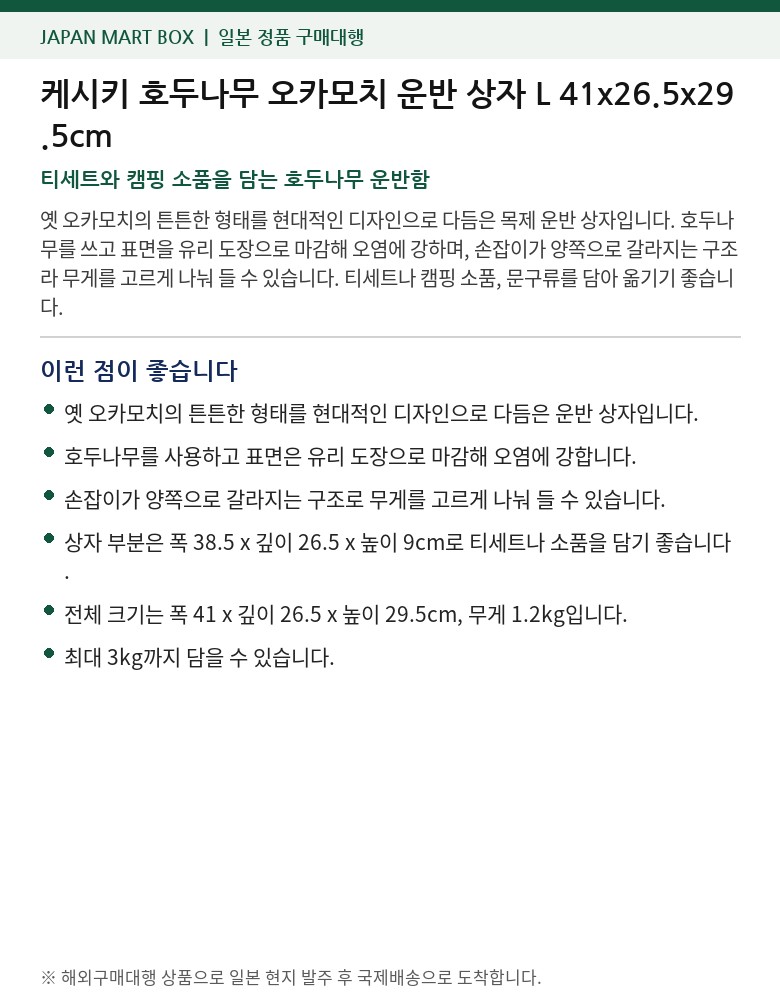 JAPAN MART BOX | 일본 정품 구매대행
케시키 호두나무 오카모치 운반 상자 L 41x26.5x29
.5cm
티세트와 캠핑 소품을 담는 호두나무 운반함
옛 오카모치의 튼튼한 형태를 현대적인 디자인으로 다듬은 목제 운반 상자입니다. 호두나
무를 쓰고 표면을 유리 도장으로 마감해 오염에 강하며, 손잡이가 양쪽으로 갈라지는 구조
라 무게를 고르게 나눠 들 수 있습니다. 티세트나 캠핑 소품, 문구류를 담아 옮기기 좋습니
다.
이런 점이 좋습니다
● 옛 오카모치의 튼튼한 형태를 현대적인 디자인으로 다듬은 운반 상자입니다.
● 호두나무를 사용하고 표면은 유리 도장으로 마감해 오염에 강합니다.
● 손잡이가 양쪽으로 갈라지는 구조로 무게를 고르게 나눠 들 수 있습니다.
● 상자 부분은 폭 38.5 x 깊이 26.5 x 높이 9cm로 티세트나 소품을 담기 좋습니다
.
● 전체 크기는 폭 41 x 깊이 26.5 x 높이 29.5cm, 무게 1.2kg입니다.
● 최대 3kg까지 담을 수 있습니다.
※ 해외구매대행 상품으로 일본 현지 발주 후 국제배송으로 도착합니다.